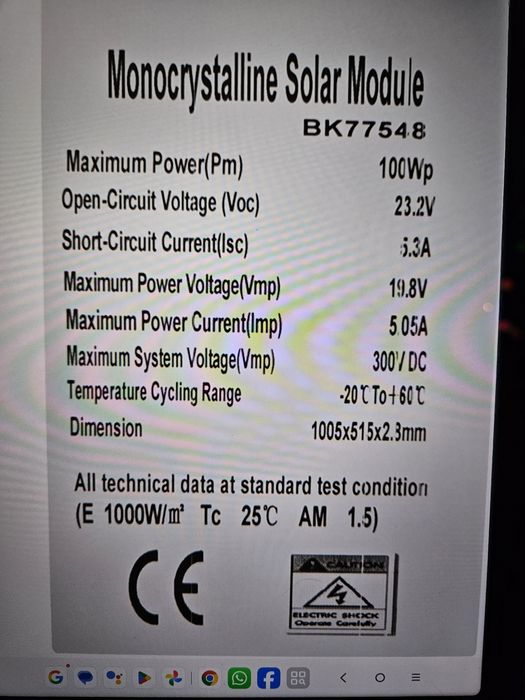 Monocrystalline Solar Module
BK77548
Maximum Power(Pm) 100Wp
Open-Circuit Voltage (Voc) 23.2V
Short-Circuit Current(Isc) 5.3A
Maximum Power Voltage(Vmp) 19.8V
Maximum Power Current(Imp) 5.05A
Maximum System Voltage(Vmp) 300V DC
Temperature Cycling Range -20℃ To+60℃
Dimension 1005x515x2.3mm
All technical data at standard test condition
(E 1000W/m² Tc 25℃ AM 1.5)
CE
CAUTION
ELECTRIC SHOCK
Operate Carefully